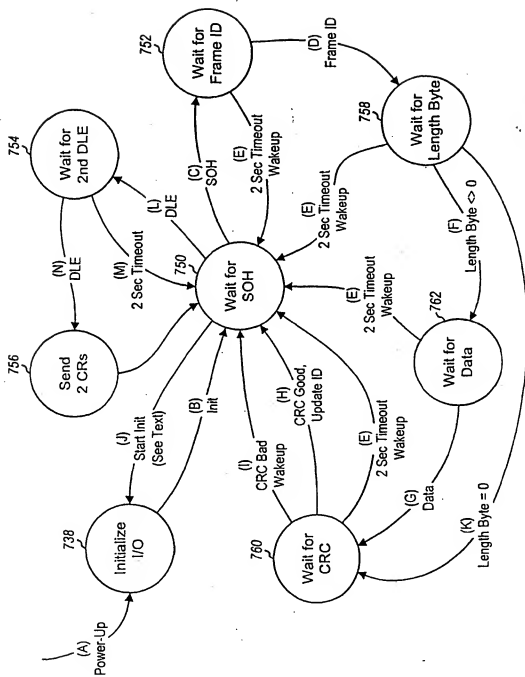 (A)
Power-Up
738
Initialize
I/O
(J)
Start Init
(See Text)
(B)
Init
756
Send
2 CRs
(N)
DLE
754
Wait for
2nd DLE
(M)
2 Sec Timeout
(L)
DLE
750
Wait for
SOH
(C)
SOH
752
Wait for
Frame ID
(E)
2 Sec Timeout
Wakeup
(D)
Frame ID
758
Wait for
Length Byte
(E)
2 Sec Timeout
Wakeup
(F)
Length Byte <> 0
762
Wait for
Data
(E)
2 Sec Timeout
Wakeup
(G)
Data
(K)
Length Byte = 0
760
Wait for
CRC
(I)
CRC Bad
Wakeup
(H)
CRC Good,
Update ID
(E)
2 Sec Timeout
Wakeup